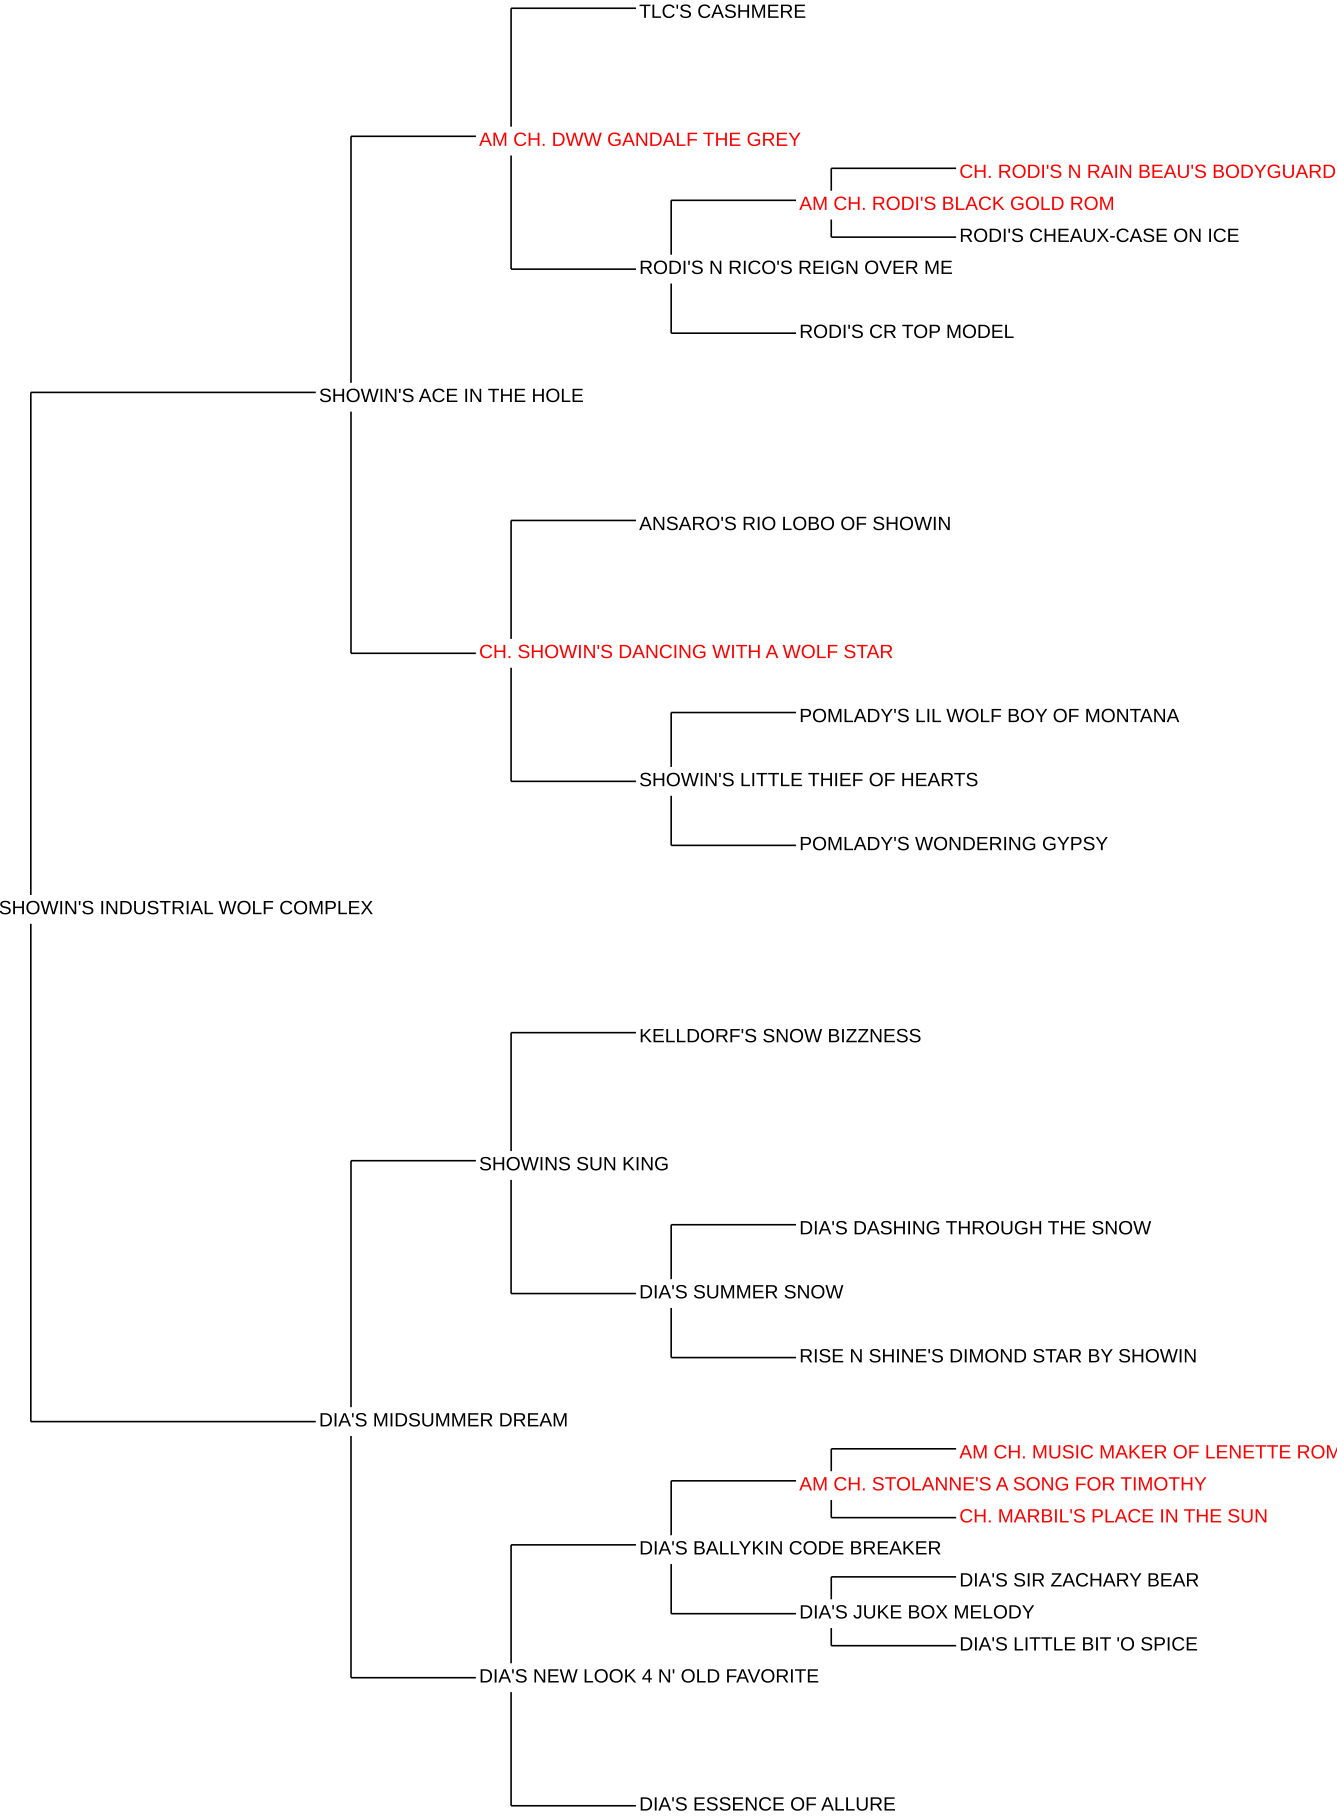 TLC'S CASHMERE
AM CH. DWW GANDALF THE GREY
CH. RODI'S N RAIN BEAU'S BODYGUARD
AM CH. RODI'S BLACK GOLD ROM
RODI'S CHEAUX-CASE ON ICE
RODI'S N RICO'S REIGN OVER ME
RODI'S CR TOP MODEL
SHOWIN'S ACE IN THE HOLE
ANSARO'S RIO LOBO OF SHOWIN
CH. SHOWIN'S DANCING WITH A WOLF STAR
POMLADY'S LIL WOLF BOY OF MONTANA
SHOWIN'S LITTLE THIEF OF HEARTS
POMLADY'S WONDERING GYPSY
SHOWIN'S INDUSTRIAL WOLF COMPLEX
KELLDORF'S SNOW BIZZNESS
SHOWINS SUN KING
DIA'S DASHING THROUGH THE SNOW
DIA'S SUMMER SNOW
RISE N SHINE'S DIMOND STAR BY SHOWIN
DIA'S MIDSUMMER DREAM
AM CH. MUSIC MAKER OF LENETTE ROM
AM CH. STOLANNE'S A SONG FOR TIMOTHY
CH. MARBIL'S PLACE IN THE SUN
DIA'S BALLYKIN CODE BREAKER
DIA'S SIR ZACHARY BEAR
DIA'S JUKE BOX MELODY
DIA'S LITTLE BIT 'O SPICE
DIA'S NEW LOOK 4 N' OLD FAVORITE
DIA'S ESSENCE OF ALLURE